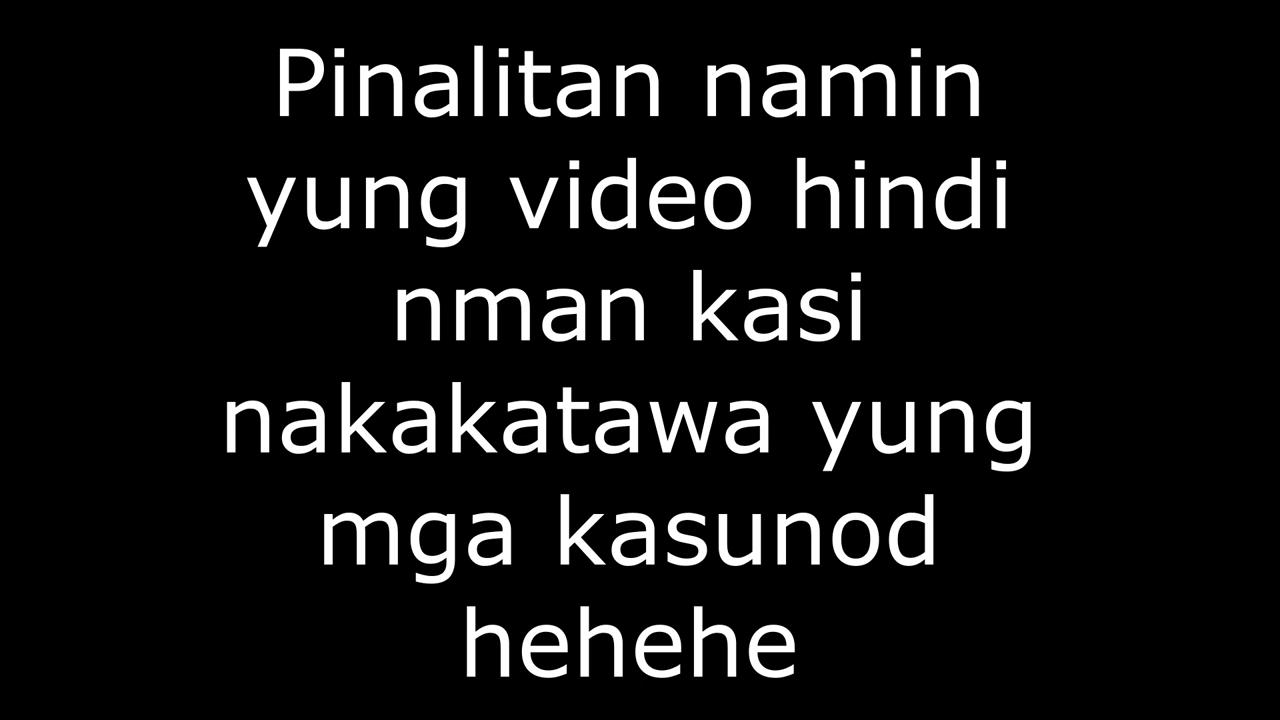 Pinalitan namin
yung video hindi
nman kasi
nakakatawa yung
mga kasunod
hehehe